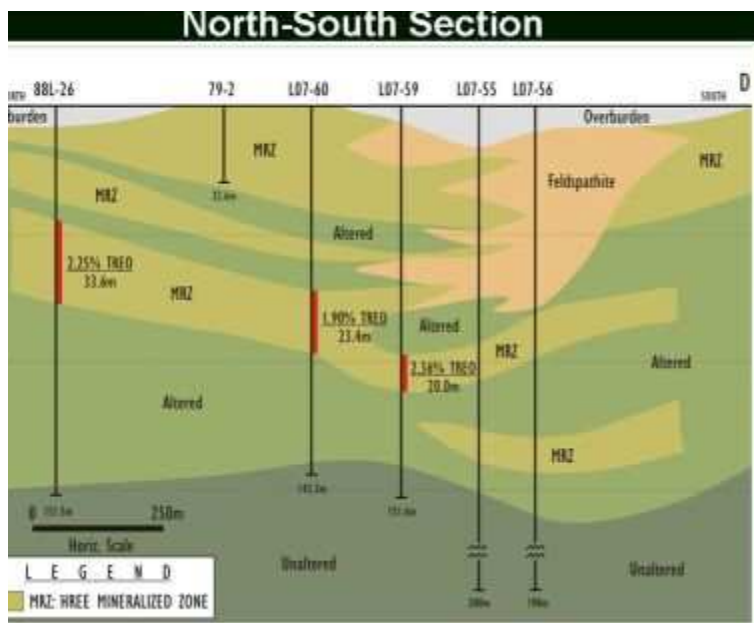 North-South Section
88L-26
79-2
L07-60
L07-59
L07-55
L07-56
SOUTH
D
burden
Overburden
MRZ
Feldspathite
MRZ
MRZ
Altered
2.25% TREO
33.6m
MRZ
1.90% TREO
23.4m
Altered
2.36% TREO
20.0m
MRZ
Altered
Altered
MRZ
0
250m
Horiz. Scale
Unaltered
Unaltered
200m
L E G E N D
MRZ: HREE MINERALIZED ZONE